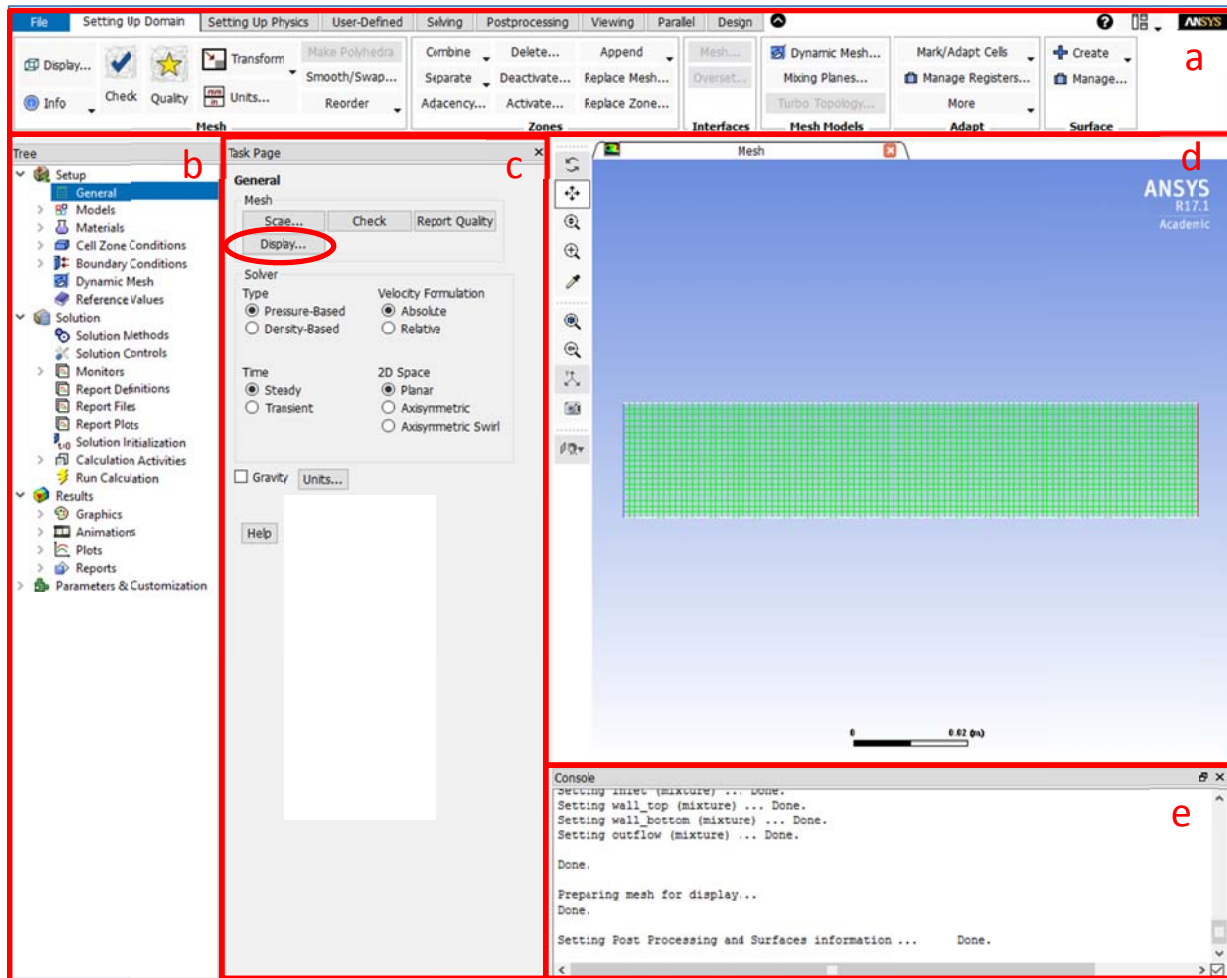 File Setting Up Domain Setting Up Physics User-Defined Solving Postprocessing Viewing Parallel Design ANSYS
a
Display... Check Quality Transform Make Polyhedra Combine Delete... Append Mesh... Dynamic Mesh... Mark/Adapt Cells Create
Smooth/Swap... Separate Deactivate... Replace Mesh... Overset... Mixing Planes... Manage Registers... Manage...
Info Units... Reorder Adacency... Activate... Replace Zone... Turbo Topology... More
Mesh Zones Interfaces Mesh Models Adapt Surface
Tree
b
Setup
General
Models
Materials
Cell Zone Conditions
Boundary Conditions
Dynamic Mesh
Reference Values
Solution
Solution Methods
Solution Controls
Monitors
Report Definitions
Report Files
Report Plots
Solution Initialization
Calculation Activities
Run Calculation
Results
Graphics
Animations
Plots
Reports
Parameters & Customization
Task Page
c
General
Mesh
Scae... Check Report Quality
Display...
Solver
Type Velocity Formulation
Pressure-Based Absolute
Density-Based Relative
Time 2D Space
Steady Planar
Transient Axisymmetric
Axisymmetric Swirl
Gravity Units...
Help
Mesh
d
ANSYS
R17.1
Academic
0 0.02 (m)
Console
e
Setting inlet (mixture) ... Done.
Setting wall_top (mixture) ... Done.
Setting wall_bottom (mixture) ... Done.
Setting outflow (mixture) ... Done.
Done.
Preparing mesh for display...
Done.
Setting Post Processing and Surfaces information ... Done.